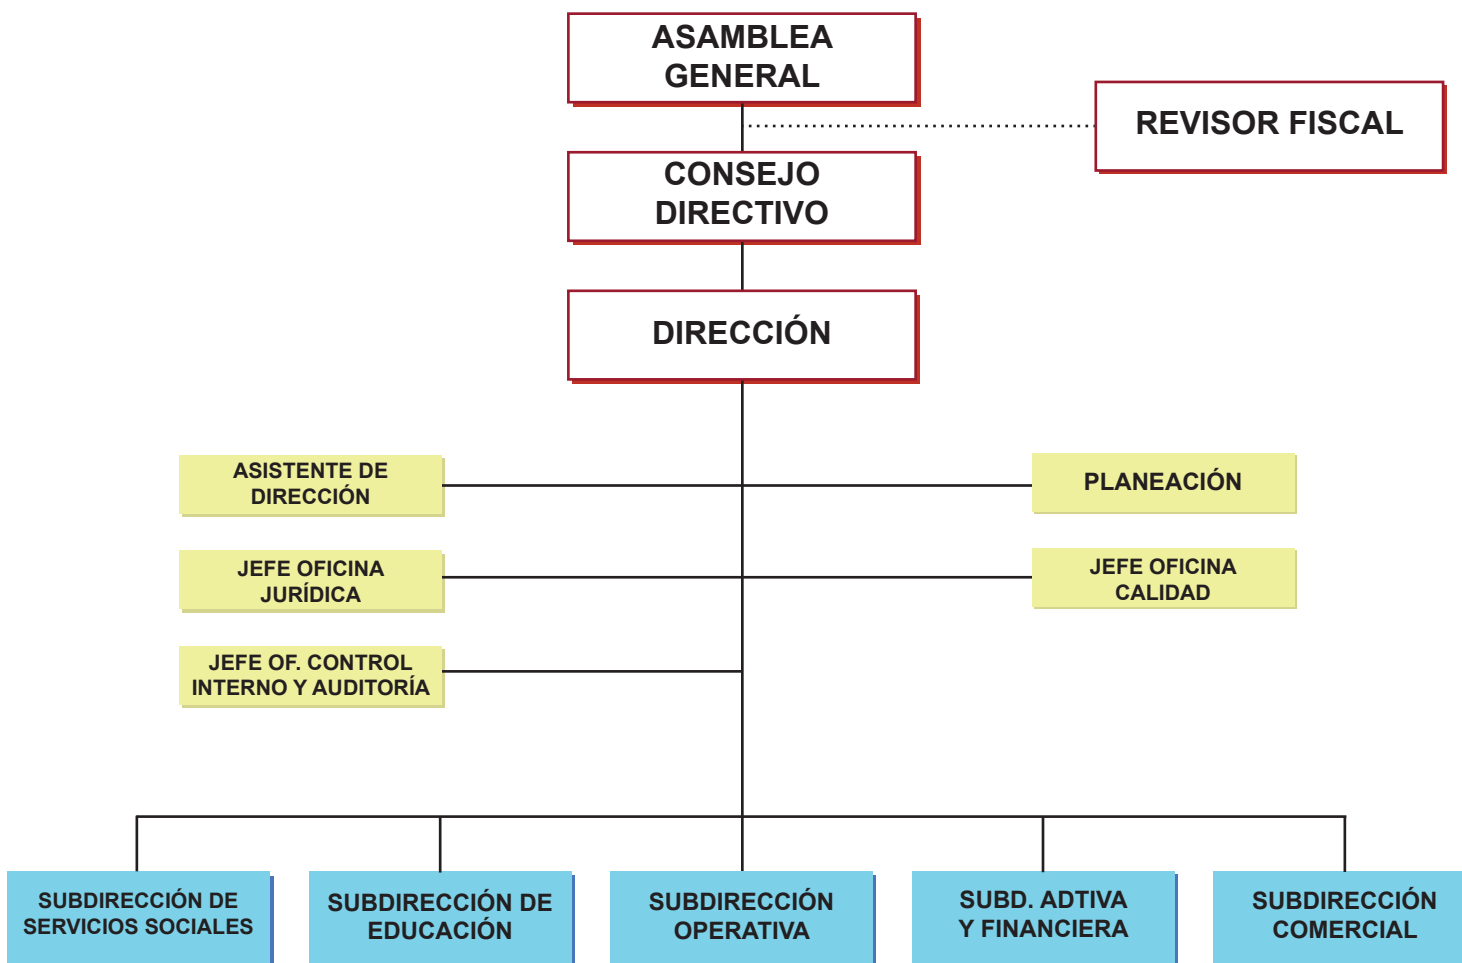 ASAMBLEA
GENERAL
REVISOR FISCAL
CONSEJO
DIRECTIVO
DIRECCIÓN
ASISTENTE DE
DIRECCIÓN
PLANEACIÓN
JEFE OFICINA
JURÍDICA
JEFE OFICINA
CALIDAD
JEFE OF. CONTROL
INTERNO Y AUDITORÍA
SUBDIRECCIÓN DE
SERVICIOS SOCIALES
SUBDIRECCIÓN DE
EDUCACIÓN
SUBDIRECCIÓN
OPERATIVA
SUBD. ADTIVA
Y FINANCIERA
SUBDIRECCIÓN
COMERCIAL